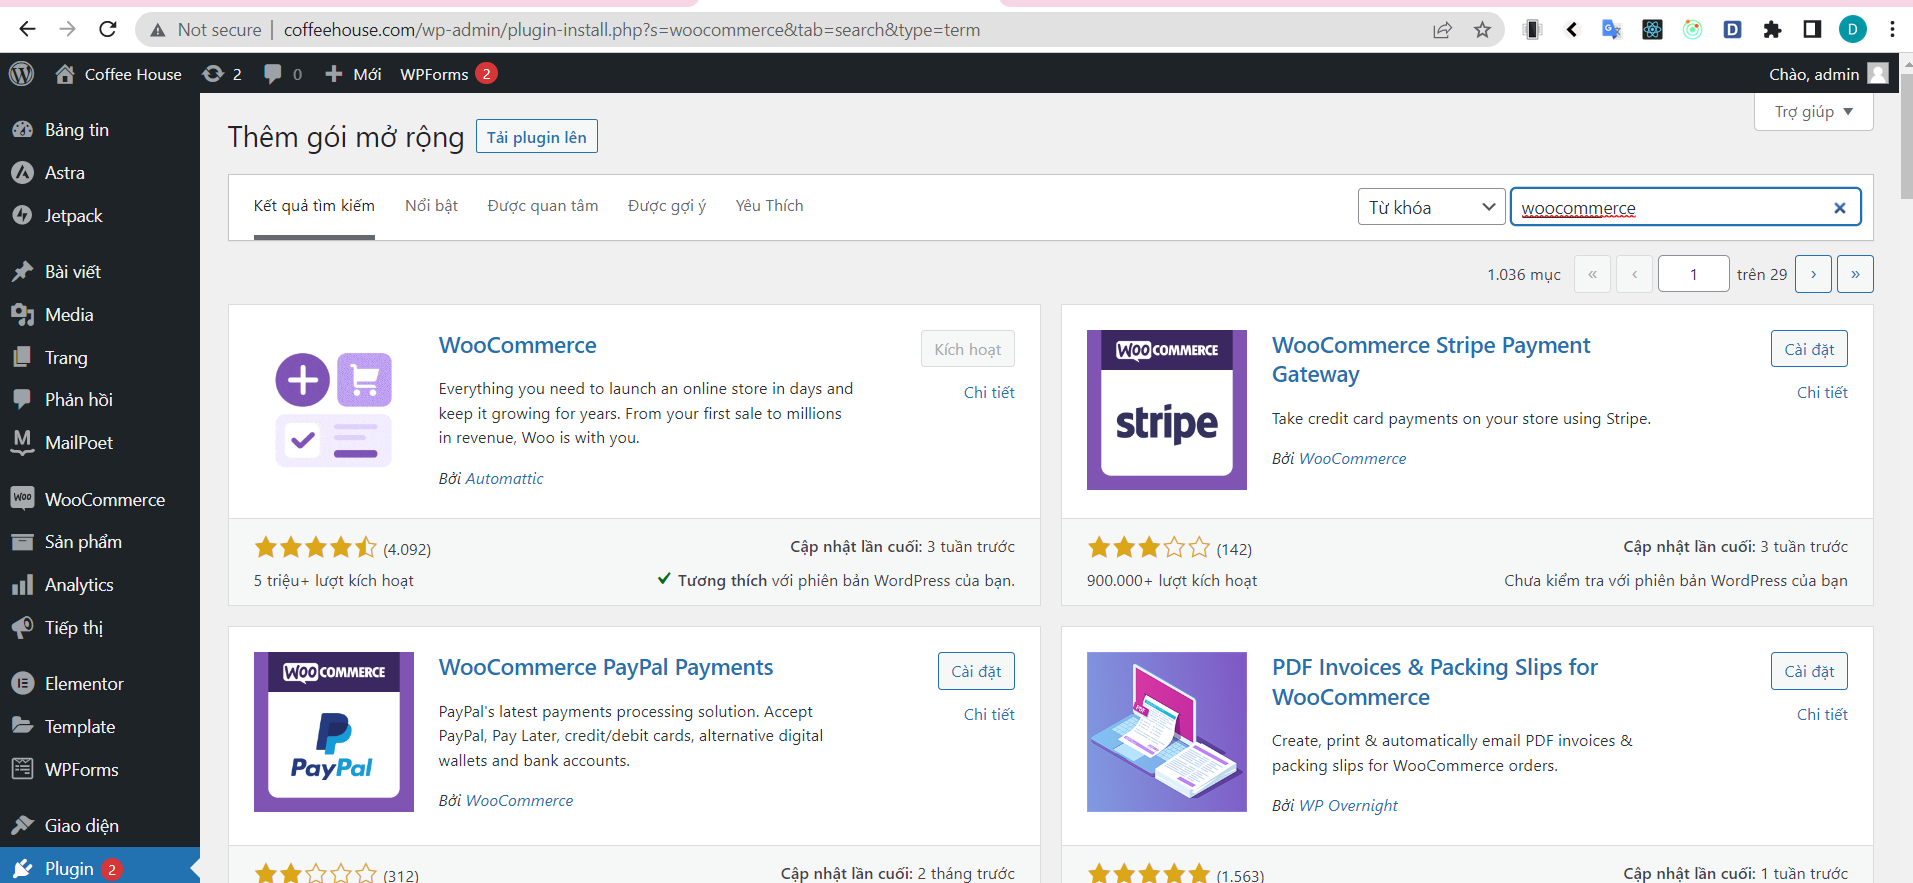 Not secure | coffeehouse.com/wp-admin/plugin-install.php?s=woocommerce&tab=search&type=term
D
D
Coffee House 2 0 Mới WPForms 2
Chào, admin
Trợ giúp
Bảng tin
Astra
Jetpack
Bài viết
Media
Trang
Phản hồi
MailPoet
WooCommerce
Sản phẩm
Analytics
Tiếp thị
Elementor
Template
WPForms
Giao diện
Plugin 2
Thêm gói mở rộng Tải plugin lên
Kết quả tìm kiếm Nổi bật Được quan tâm Được gợi ý Yêu Thích
Từ khóa woocommerce
1.036 mục « ‹ 1 trên 29 › »
WooCommerce
Kích hoạt
Chi tiết
Everything you need to launch an online store in days and
keep it growing for years. From your first sale to millions
in revenue, Woo is with you.
Bởi Automattic
(4.092)
Cập nhật lần cuối: 3 tuần trước
5 triệu+ lượt kích hoạt
Tương thích với phiên bản WordPress của bạn.
WOO COMMERCE
stripe
WooCommerce Stripe Payment
Gateway
Cài đặt
Chi tiết
Take credit card payments on your store using Stripe.
Bởi WooCommerce
(142)
Cập nhật lần cuối: 3 tuần trước
900.000+ lượt kích hoạt
Chưa kiểm tra với phiên bản WordPress của bạn
WOO COMMERCE
PayPal
WooCommerce PayPal Payments
Cài đặt
Chi tiết
PayPal's latest payments processing solution. Accept
PayPal, Pay Later, credit/debit cards, alternative digital
wallets and bank accounts.
Bởi WooCommerce
(312)
Cập nhật lần cuối: 2 tháng trước
PDF
PDF Invoices & Packing Slips for
WooCommerce
Cài đặt
Chi tiết
Create, print & automatically email PDF invoices &
packing slips for WooCommerce orders.
Bởi WP Overnight
(1.563)
Cập nhật lần cuối: 1 tuần trước